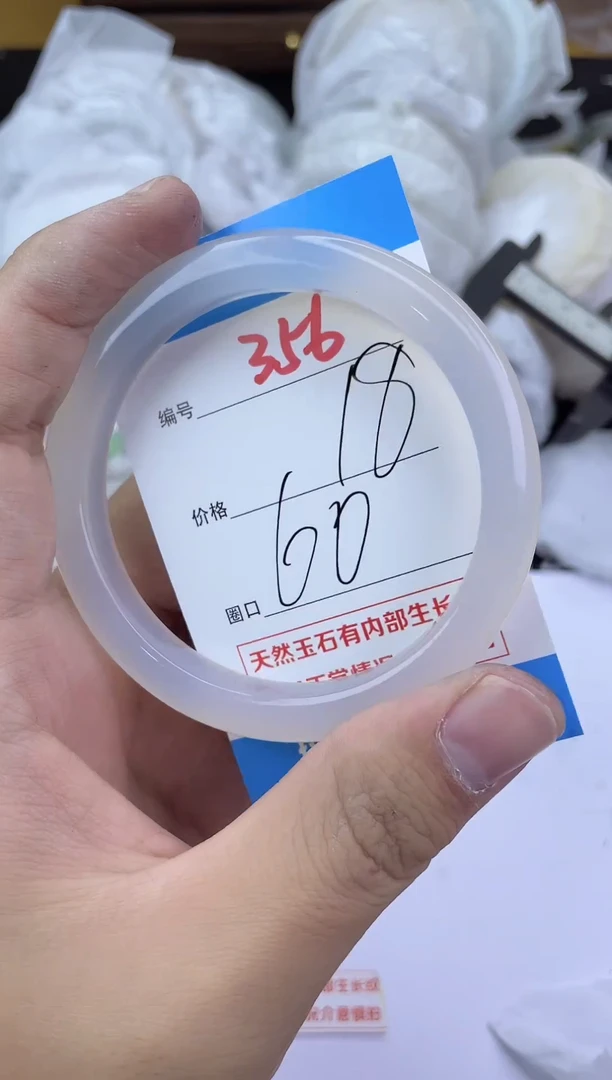 编号 356
价格 18
圈口 60
天然玉石有内部生长